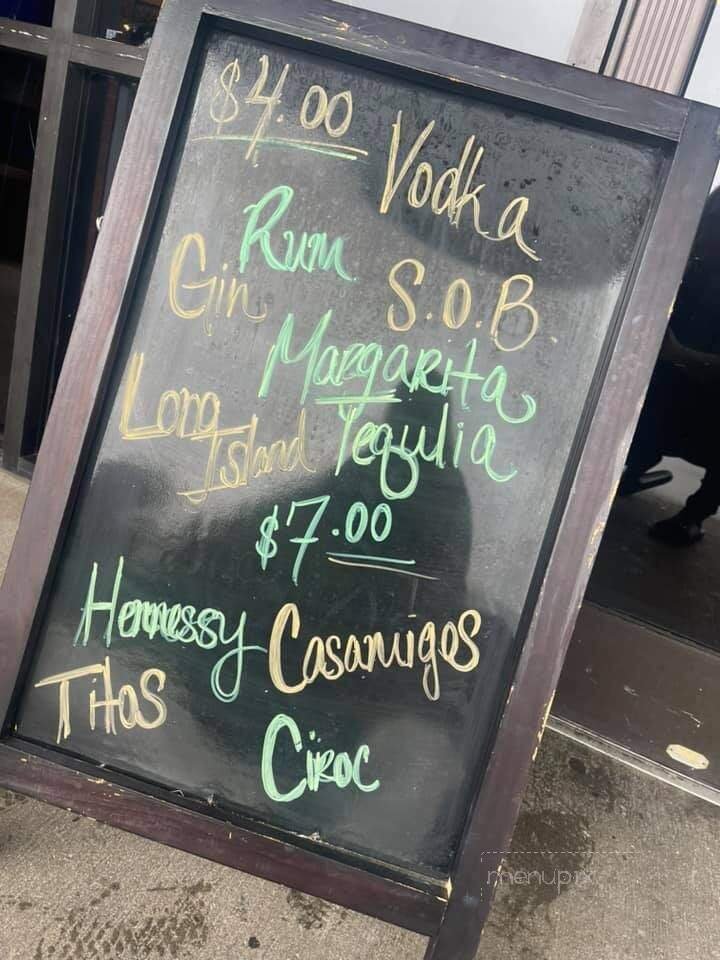 $4.00
Vodka
Rum
Gin
S.O.B
Margarita
Long Island
Tequlia
$7.00
Hennessy
Casamigos
Titos
Ciroc
menupix